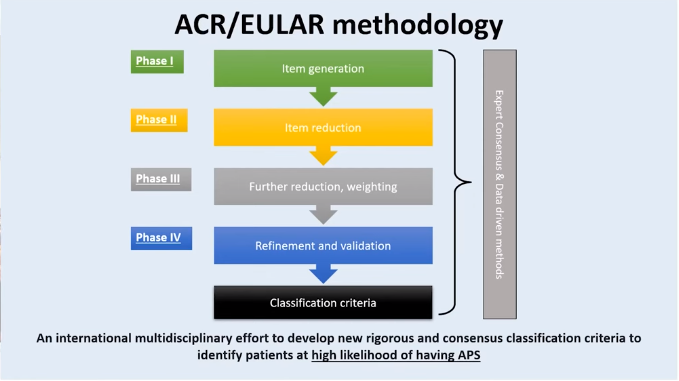 ACR/EULAR methodology
Phase I
Item generation
Phase II
Item reduction
Phase III
Further reduction, weighting
Phase IV
Refinement and validation
Classification criteria
Expert Consensus & Data driven methods
An international multidisciplinary effort to develop new rigorous and consensus classification criteria to
identify patients at high likelihood of having APS